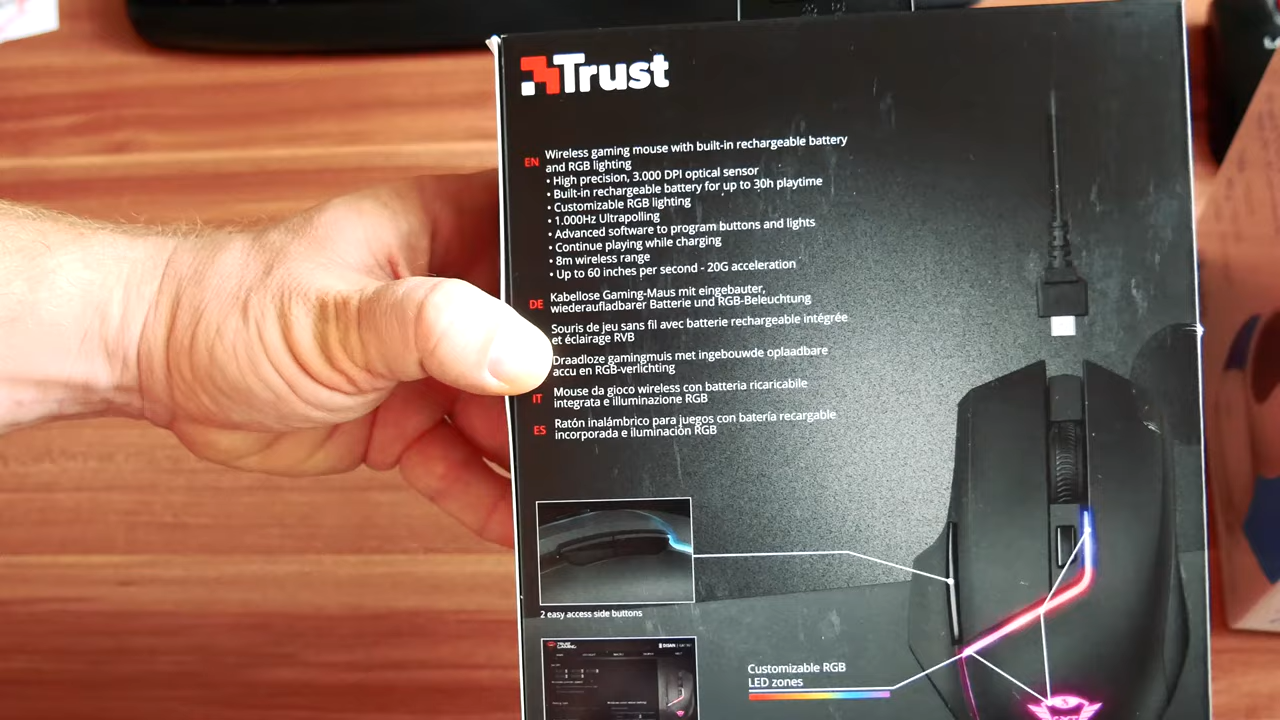 Trust
EN
Wireless gaming mouse with built-in rechargeable battery
and RGB lighting
• High precision, 3.000 DPI optical sensor
• Built-in rechargeable battery for up to 30h playtime
• Customizable RGB lighting
• 1.000Hz Ultrapolling
• Advanced software to program buttons and lights
• Continue playing while charging
• 8m wireless range
• Up to 60 inches per second - 20G acceleration
DE
Kabellose Gaming-Maus mit eingebauter,
wiederaufladbarer Batterie und RGB-Beleuchtung
Souris de jeu sans fil avec batterie rechargeable intégrée
et éclairage RVB
Draadloze gamingmuis met ingebouwde oplaadbare
accu en RGB-verlichting
IT
Mouse da gioco wireless con batteria ricaricabile
integrata e illuminazione RGB
ES
Ratón inalámbrico para juegos con batería recargable
incorporada e iluminación RGB
2 easy access side buttons
TRUST
GAMING
Customizable RGB
LED zones
GXT